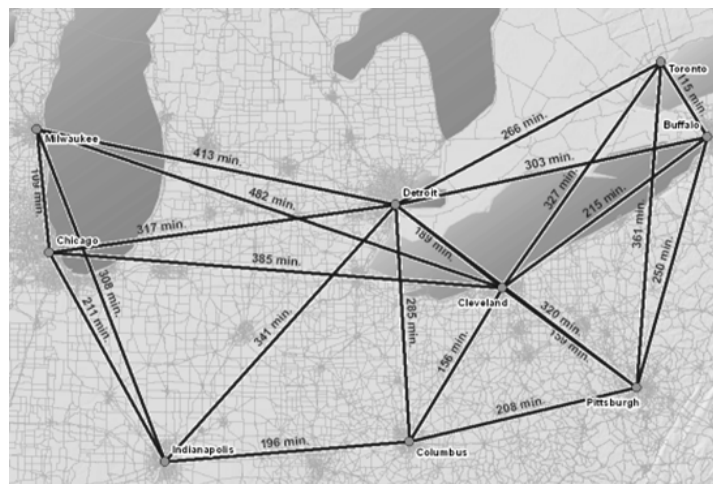 Toronto
115 min.
Buffalo
266 min.
Milwaukee
413 min.
303 min.
482 min.
Detroit
327 min.
215 min.
317 min.
189 min.
361 min.
250 min.
Chicago
385 min.
308 min.
211 min.
Cleveland
285 min.
320 min.
159 min.
341 min.
156 min.
208 min.
Pittsburgh
196 min.
Indianapolis
Columbus